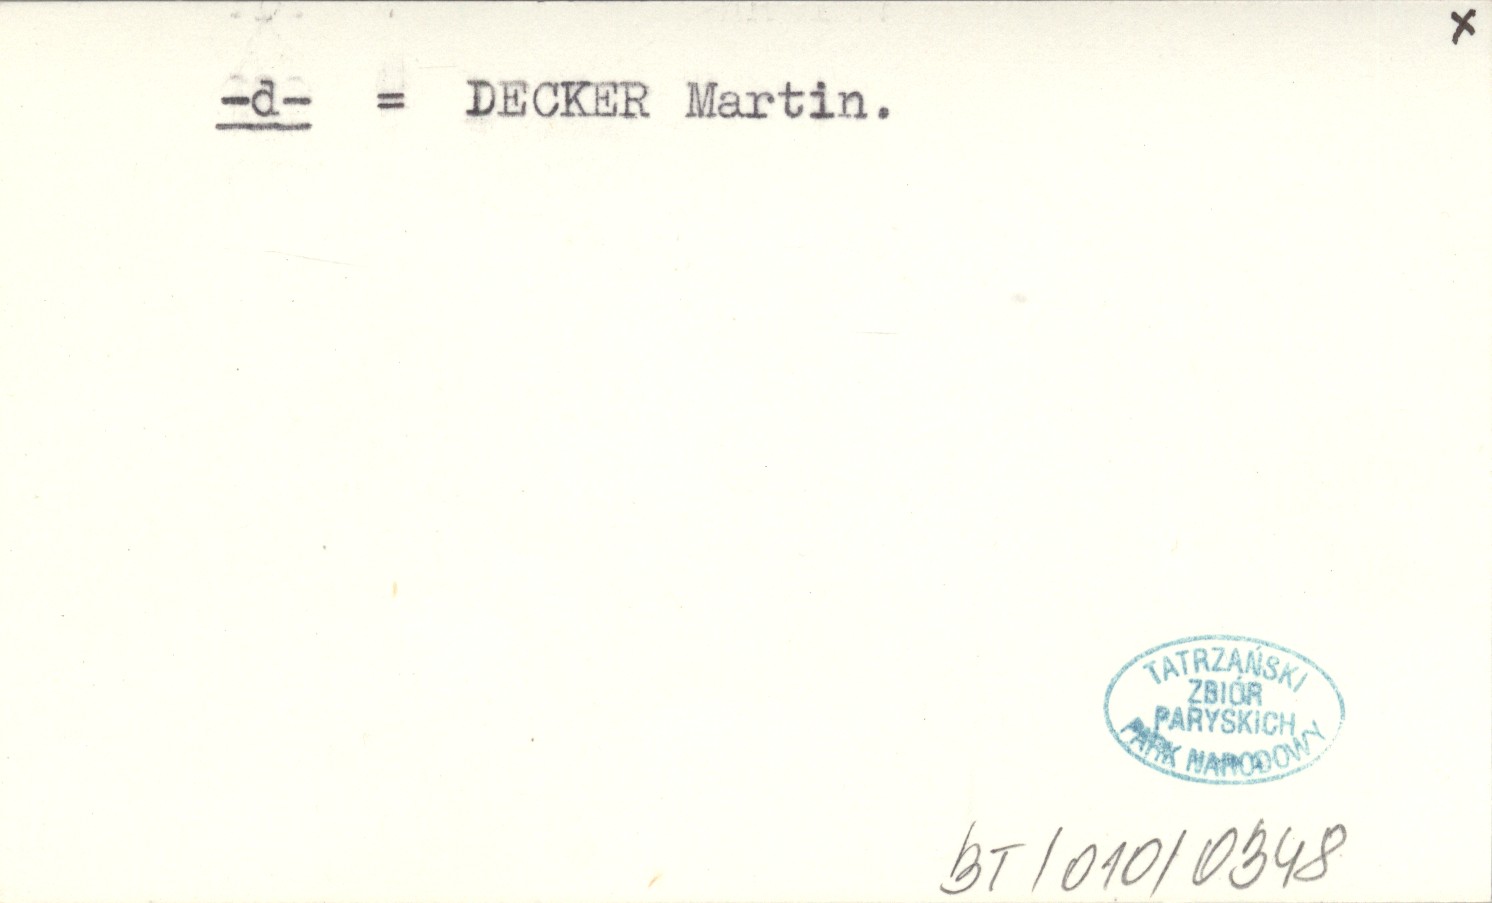 x
-d- = DECKER Martin.
TATRZAŃSKI
ZBIÓR
PARYSKICH
PARK NARODOWY
BT/010/0348